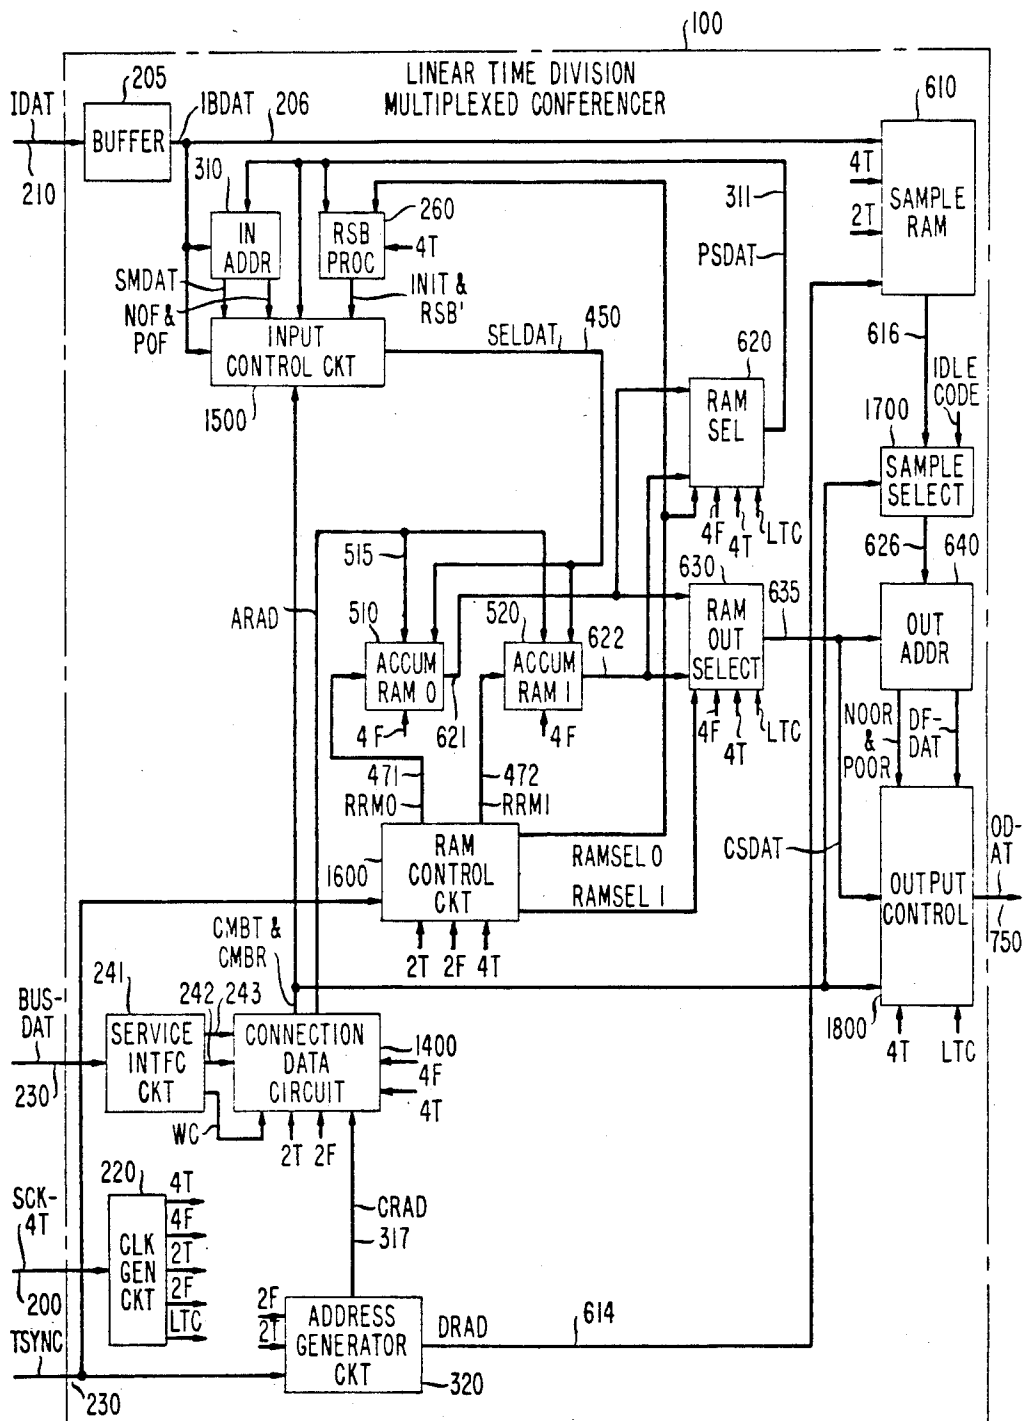 100
LINEAR TIME DIVISION
MULTIPLEXED CONFERENCER
205
IDAT
BUFFER
IBDAT
206
610
210
310
4T
2T
SAMPLE
RAM
IN
ADDR
RSB
PROC
260
4T
311
PSDAT
SMDAT
NOF &
POF
INIT &
RSB'
INPUT
CONTROL CKT
1500
SELDAT
450
620
616
IDLE
CODE
RAM
SEL
1700
SAMPLE
SELECT
4F
4T
LTC
515
626
640
ARAD
510
520
630
635
ACCUM
RAM 0
ACCUM
RAM 1
622
RAM
OUT
SELECT
OUT
ADDR
4F
621
4F
4F
4T
LTC
NOOR
&
POOR
DF-
DAT
471
RRM0
472
RRM1
1600
RAM
CONTROL
CKT
RAMSEL 0
RAMSEL 1
CSDAT
OUTPUT
CONTROL
OD-
AT
750
2T
2F
4T
CMBT &
CMBR
241
242
243
BUS-
DAT
SERVICE
INTFC
CKT
CONNECTION
DATA
CIRCUIT
1400
4F
4T
1800
4T
LTC
230
WC
2T
2F
220
SCK-
4T
CLK
GEN
CKT
4T
4F
2T
2F
LTC
CRAD
317
200
TSYNC
2F
2T
ADDRESS
GENERATOR
CKT
DRAD
614
230
320